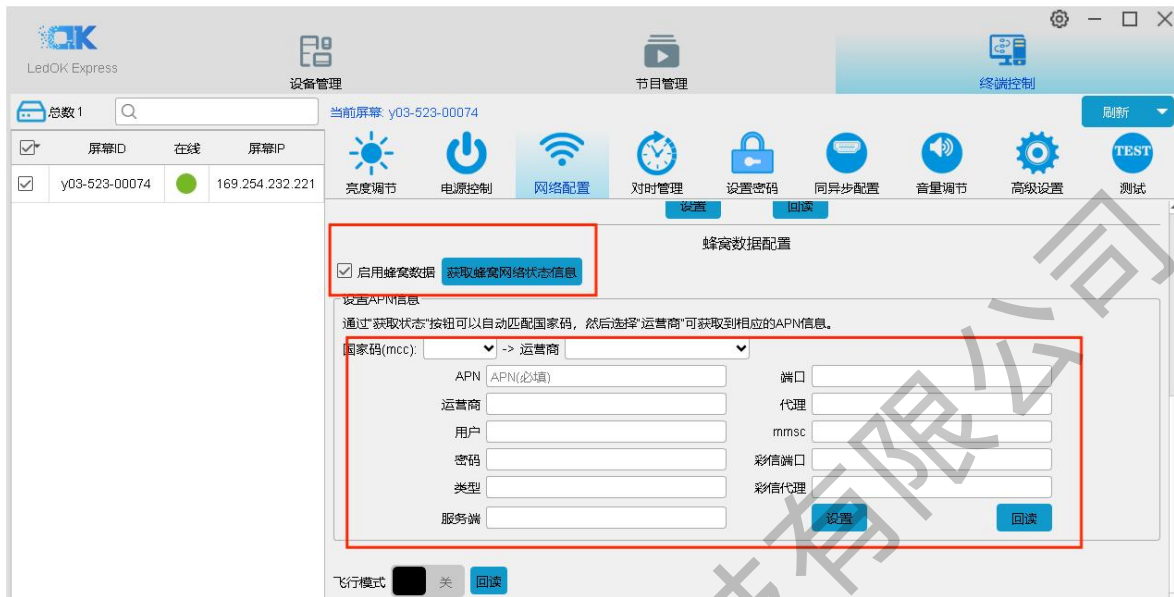 LedOK Express
设备管理
节目管理
终端控制
总数 1
当前屏幕: y03-523-00074
刷新
屏幕ID 在线 屏幕IP
y03-523-00074 169.254.232.221
亮度调节 电源控制 网络配置 对时管理 设置密码 同异步配置 音量调节 高级设置 TEST 测试
设置 回读
蜂窝数据配置
启用蜂窝数据 获取蜂窝网络状态信息
设置APN信息
通过"获取状态"按钮可以自动匹配国家码，然后选择"运营商"可获取到相应的APN信息。
国家码(mcc): -> 运营商
APN APN(必填) 端口
运营商 代理
用户 mmsc
密码 彩信端口
类型 彩信代理
服务端 设置 回读
飞行模式 关 回读
技有限公司